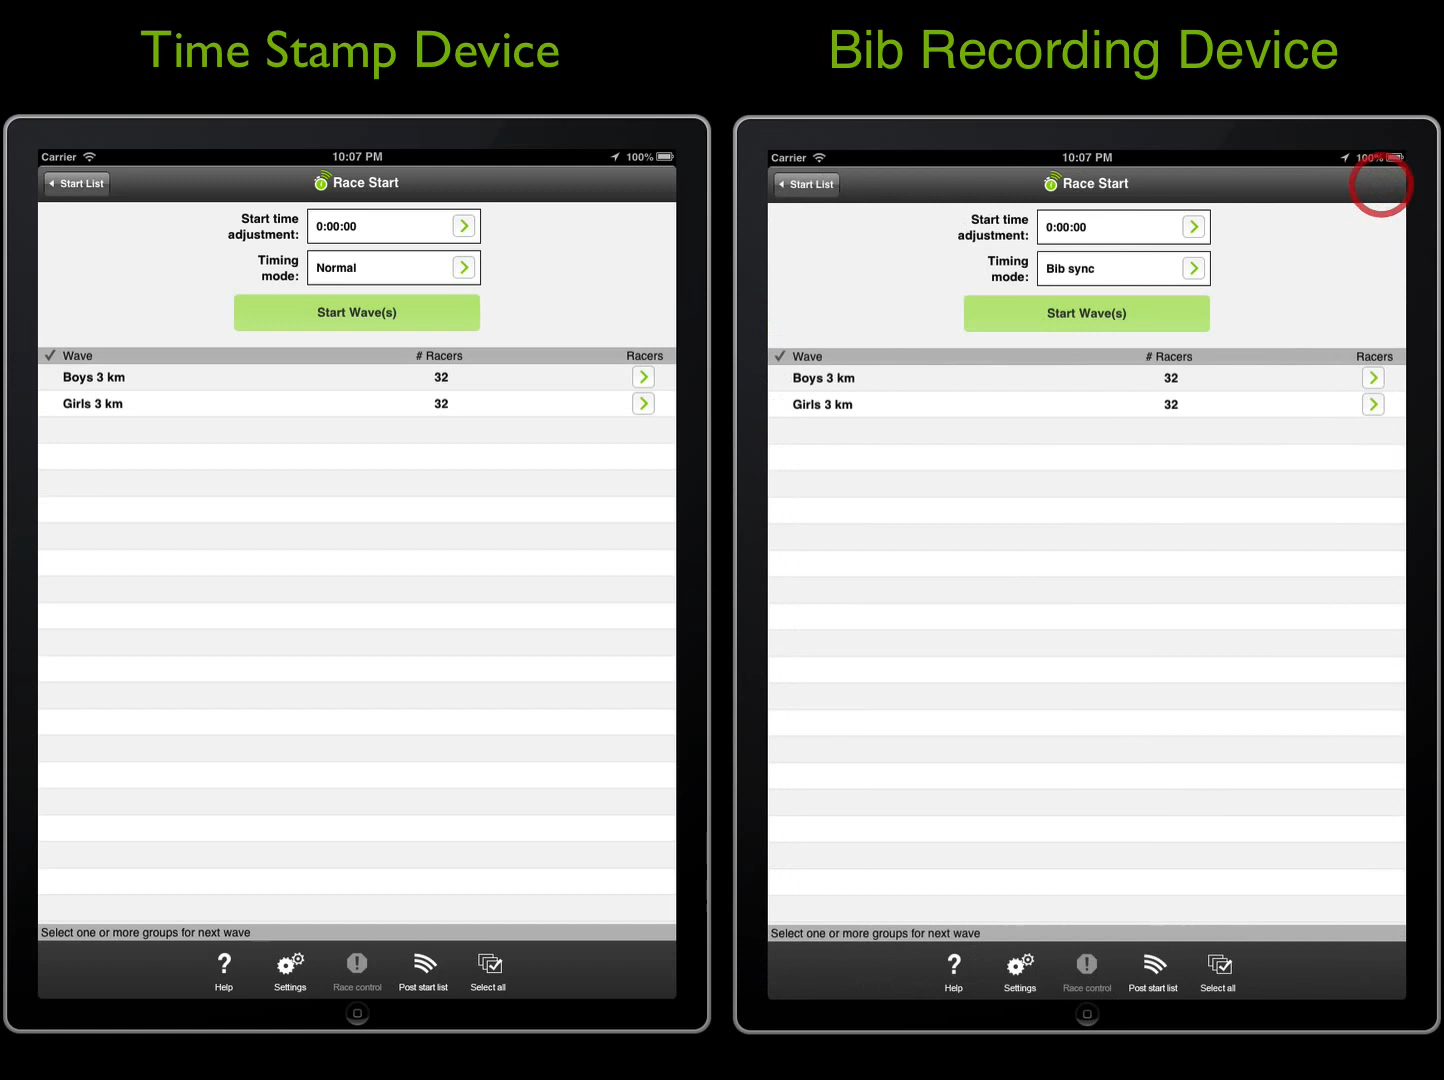 Time Stamp Device
Bib Recording Device
Carrier
10:07 PM
100%
Start List
Race Start
Start time
adjustment:
0:00:00
Timing
mode:
Normal
Start Wave(s)
Wave
# Racers
Racers
Boys 3 km
32
Girls 3 km
32
Select one or more groups for next wave
Help
Settings
Race control
Post start list
Select all
Carrier
10:07 PM
100%
Start List
Race Start
Start time
adjustment:
0:00:00
Timing
mode:
Bib sync
Start Wave(s)
Wave
# Racers
Racers
Boys 3 km
32
Girls 3 km
32
Select one or more groups for next wave
Help
Settings
Race control
Post start list
Select all